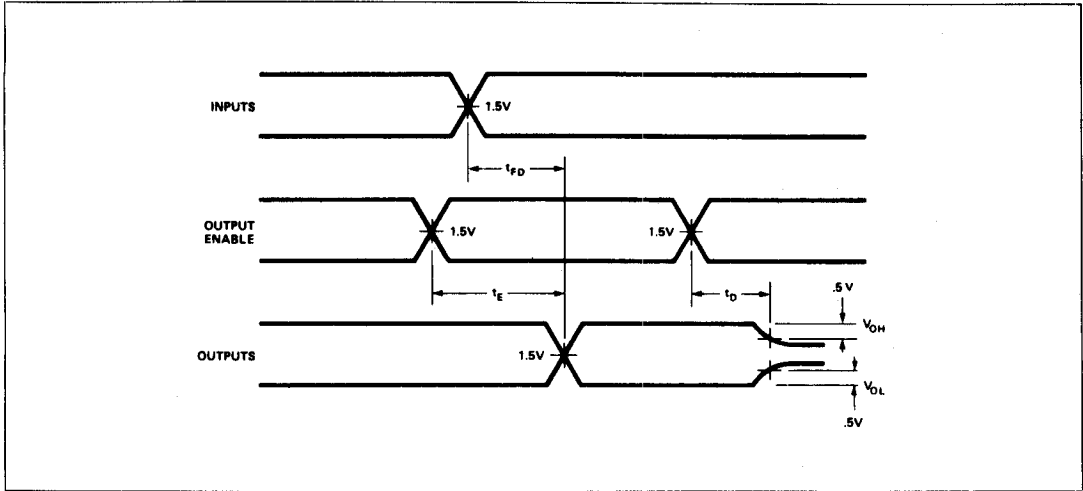 INPUTS
1.5V
tFD
OUTPUT
ENABLE
1.5V
1.5V
tE
tD
.5 V
VOH
OUTPUTS
1.5V
VOL
.5V